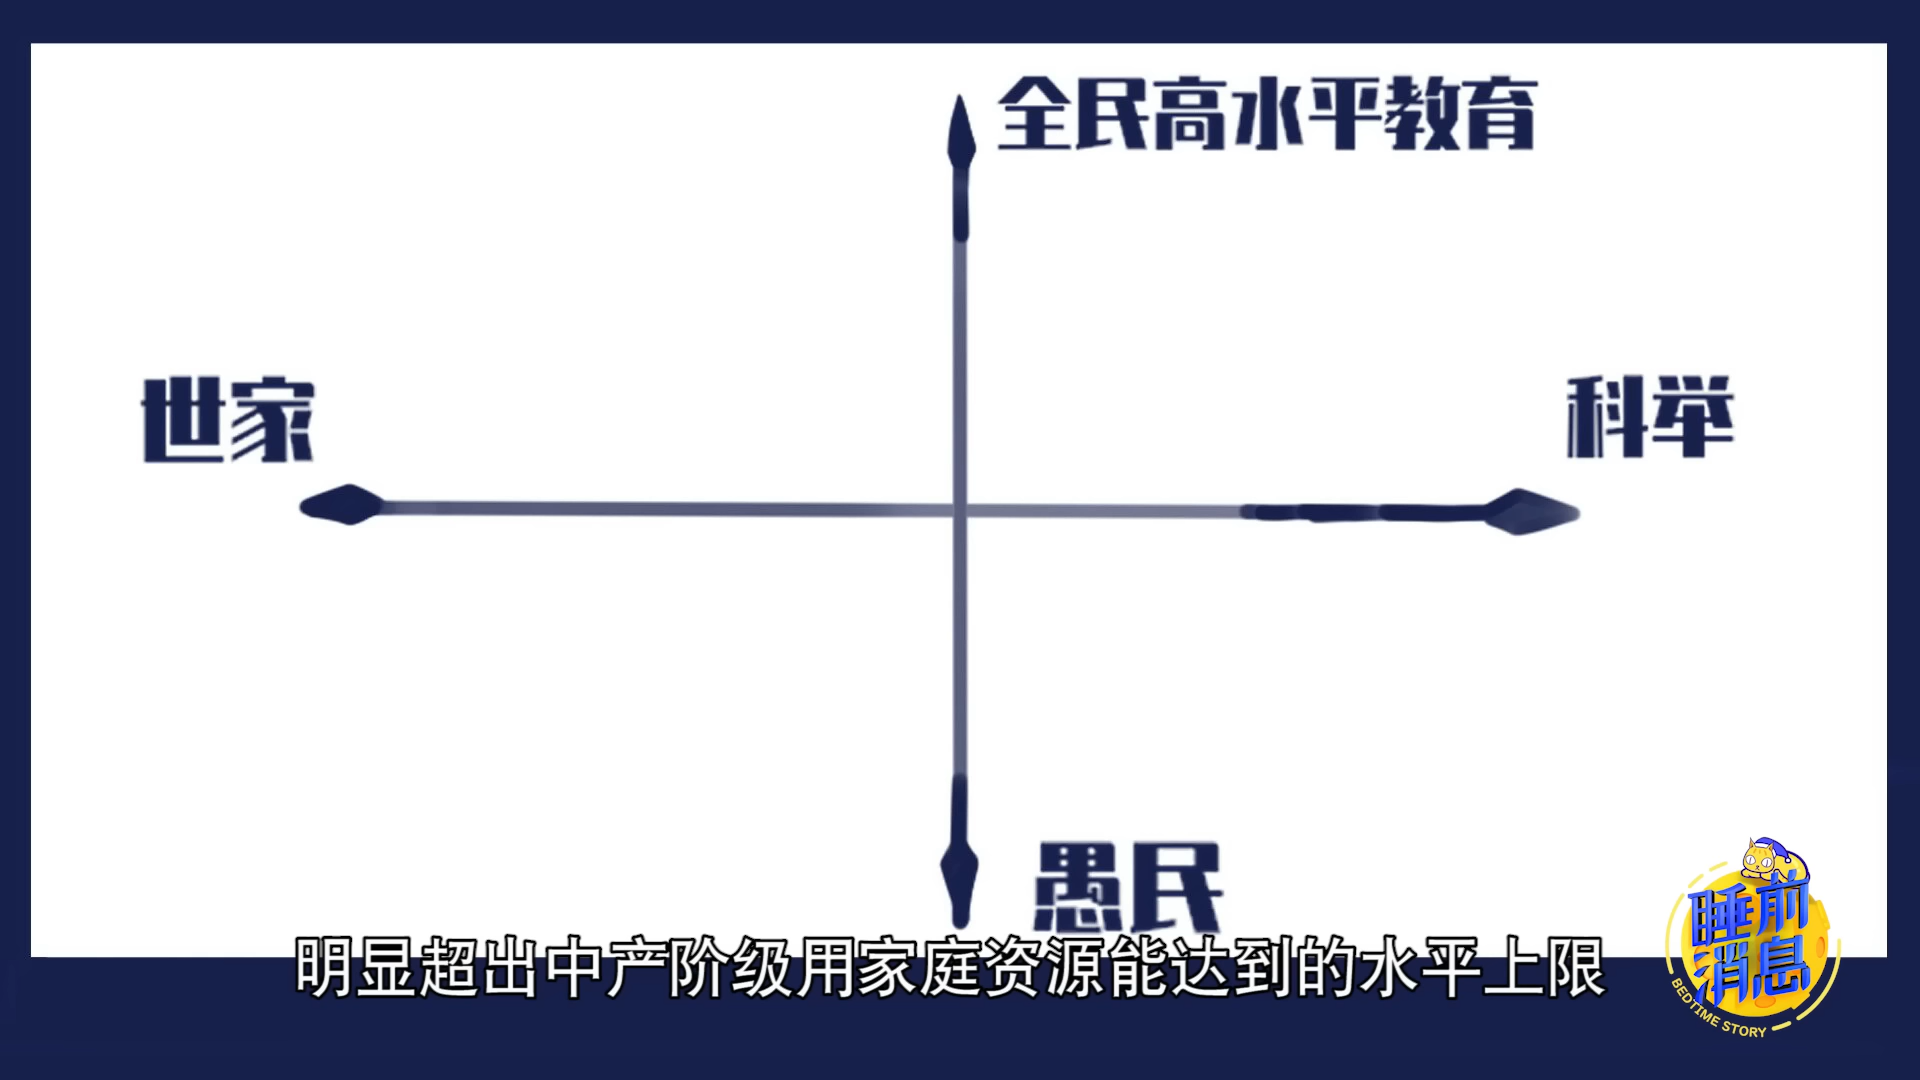 全民高水平教育
世家
科举
愚民
明显超出中产阶级用家庭资源能达到的水平上限
睡前
消息
BEDTIME STORY